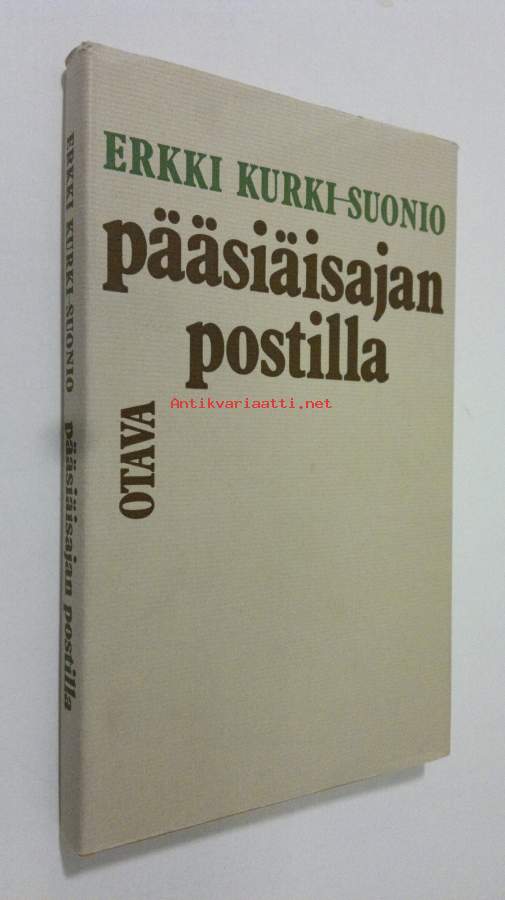 ERKKI KURKI-SUONIO
pääsiäisajan
postilla
Antikvariaatti.net
OTAVA
ERKKI KURKI-SUONIO pääsiäisajan postilla